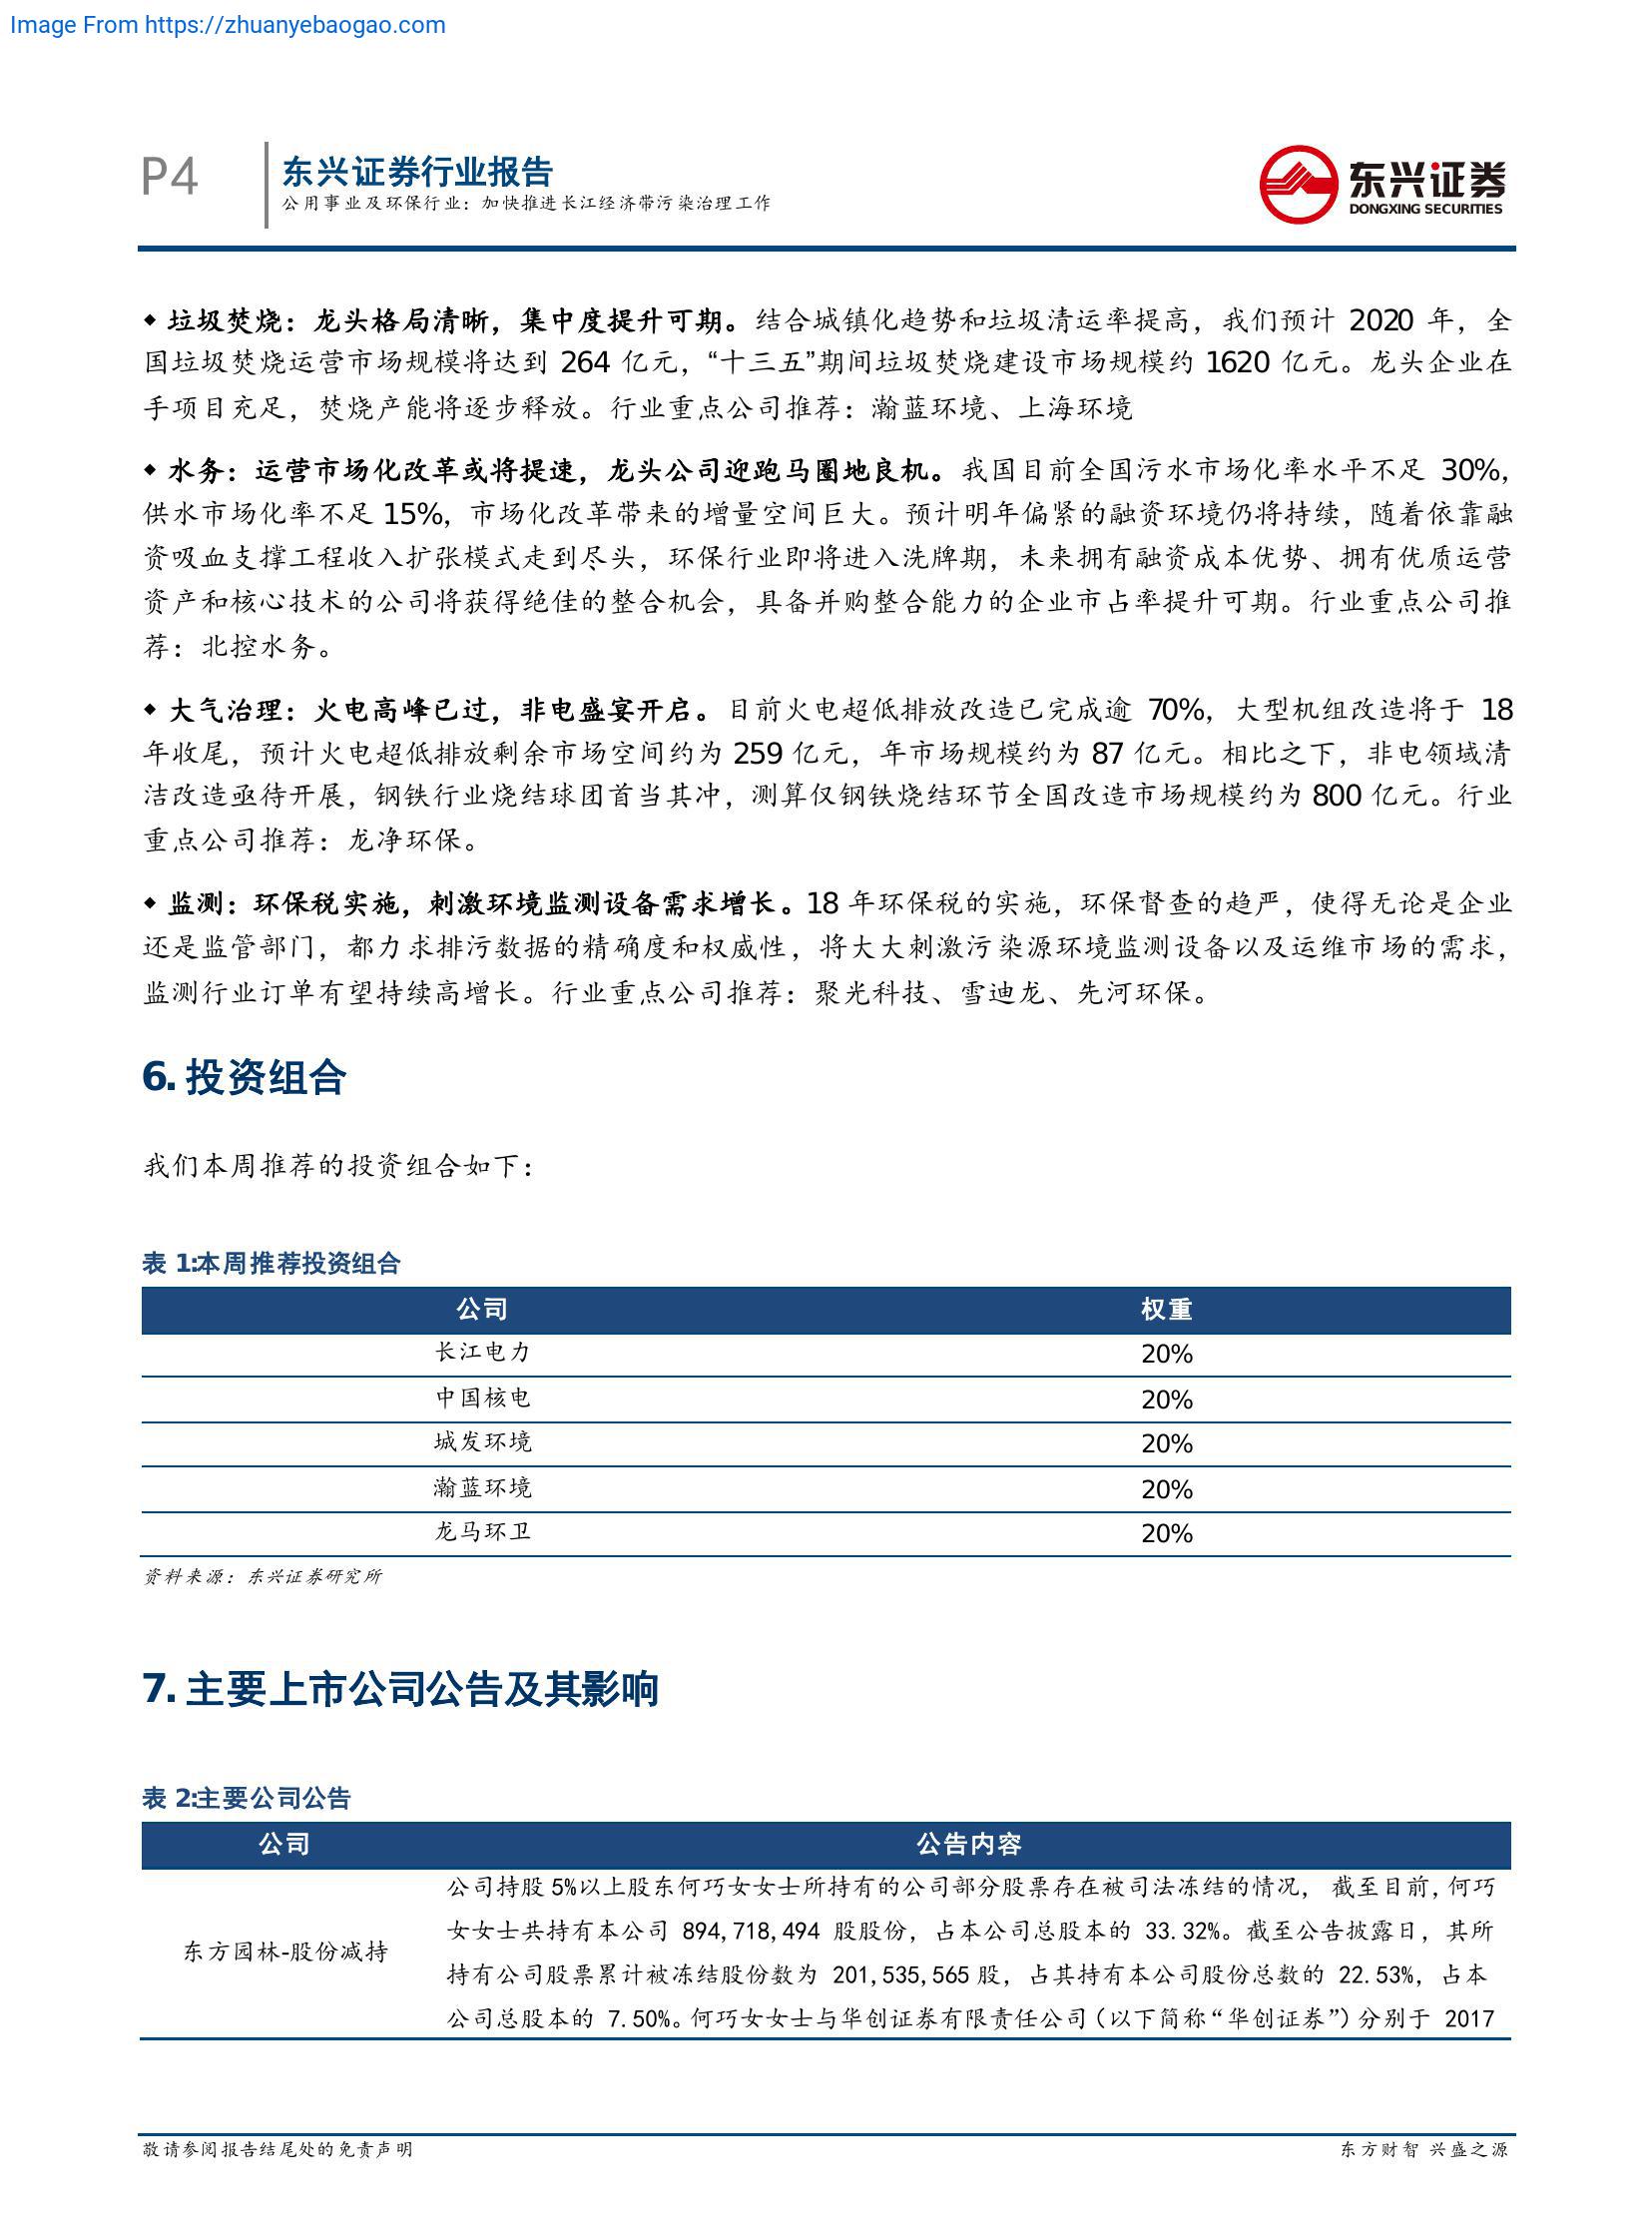 Image From https://zhuanyebaogao.com
P4
东兴证券行业报告
公用事业及环保行业：加快推进长江经济带污染治理工作
东兴证券
DONGXING SECURITIES
◆ 垃圾焚烧：龙头格局清晰，集中度提升可期。结合城镇化趋势和垃圾清运率提高，我们预计 2020 年，全
国垃圾焚烧运营市场规模将达到 264 亿元，“十三五”期间垃圾焚烧建设市场规模约 1620 亿元。龙头企业在
手项目充足，焚烧产能将逐步释放。行业重点公司推荐：瀚蓝环境、上海环境
◆ 水务：运营市场化改革或将提速，龙头公司迎跑马圈地良机。我国目前全国污水市场化率水平不足 30%，
供水市场化率不足 15%，市场化改革带来的增量空间巨大。预计明年偏紧的融资环境仍将持续，随着依靠融
资吸血支撑工程收入扩张模式走到尽头，环保行业即将进入洗牌期，未来拥有融资成本优势、拥有优质运营
资产和核心技术的公司将获得绝佳的整合机会，具备并购整合能力的企业市占率提升可期。行业重点公司推
荐：北控水务。
◆ 大气治理：火电高峰已过，非电盛宴开启。目前火电超低排放改造已完成逾 70%，大型机组改造将于 18
年收尾，预计火电超低排放剩余市场空间约为 259 亿元，年市场规模约为 87 亿元。相比之下，非电领域清
洁改造亟待开展，钢铁行业烧结球团首当其冲，测算仅钢铁烧结环节全国改造市场规模约为 800 亿元。行业
重点公司推荐：龙净环保。
◆ 监测：环保税实施，刺激环境监测设备需求增长。18 年环保税的实施，环保督查的趋严，使得无论是企业
还是监管部门，都力求排污数据的精确度和权威性，将大大刺激污染源环境监测设备以及运维市场的需求，
监测行业订单有望持续高增长。行业重点公司推荐：聚光科技、雪迪龙、先河环保。
6. 投资组合
我们本周推荐的投资组合如下：
表 1:本周推荐投资组合
公司 权重
长江电力 20%
中国核电 20%
城发环境 20%
瀚蓝环境 20%
龙马环卫 20%
资料来源：东兴证券研究所
7. 主要上市公司公告及其影响
表 2:主要公司公告
公司 公告内容
东方园林-股份减持
公司持股 5%以上股东何巧女女士所持有的公司部分股票存在被司法冻结的情况， 截至目前，何巧
女女士共持有本公司 894,718,494 股股份，占本公司总股本的 33.32%。截至公告披露日，其所
持有公司股票累计被冻结股份数为 201,535,565 股，占其持有本公司股份总数的 22.53%，占本
公司总股本的 7.50%。何巧女女士与华创证券有限责任公司（以下简称“华创证券”）分别于 2017
敬请参阅报告结尾处的免责声明
东方财智 兴盛之源